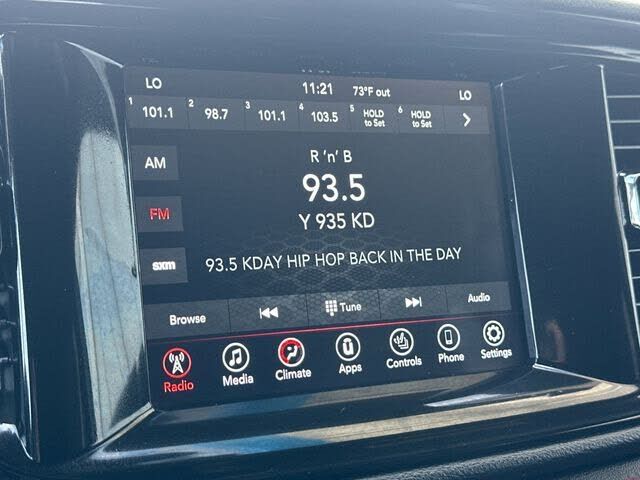 LO 11:21 73°F out LO
1 101.1 2 98.7 3 101.1 4 103.5 5 HOLD to Set 6 HOLD to Set
AM
R 'n' B
93.5
FM
Y 935 KD
sxm
93.5 KDAY HIP HOP BACK IN THE DAY
Browse Tune Audio
Radio Media Climate Apps Controls Phone Settings